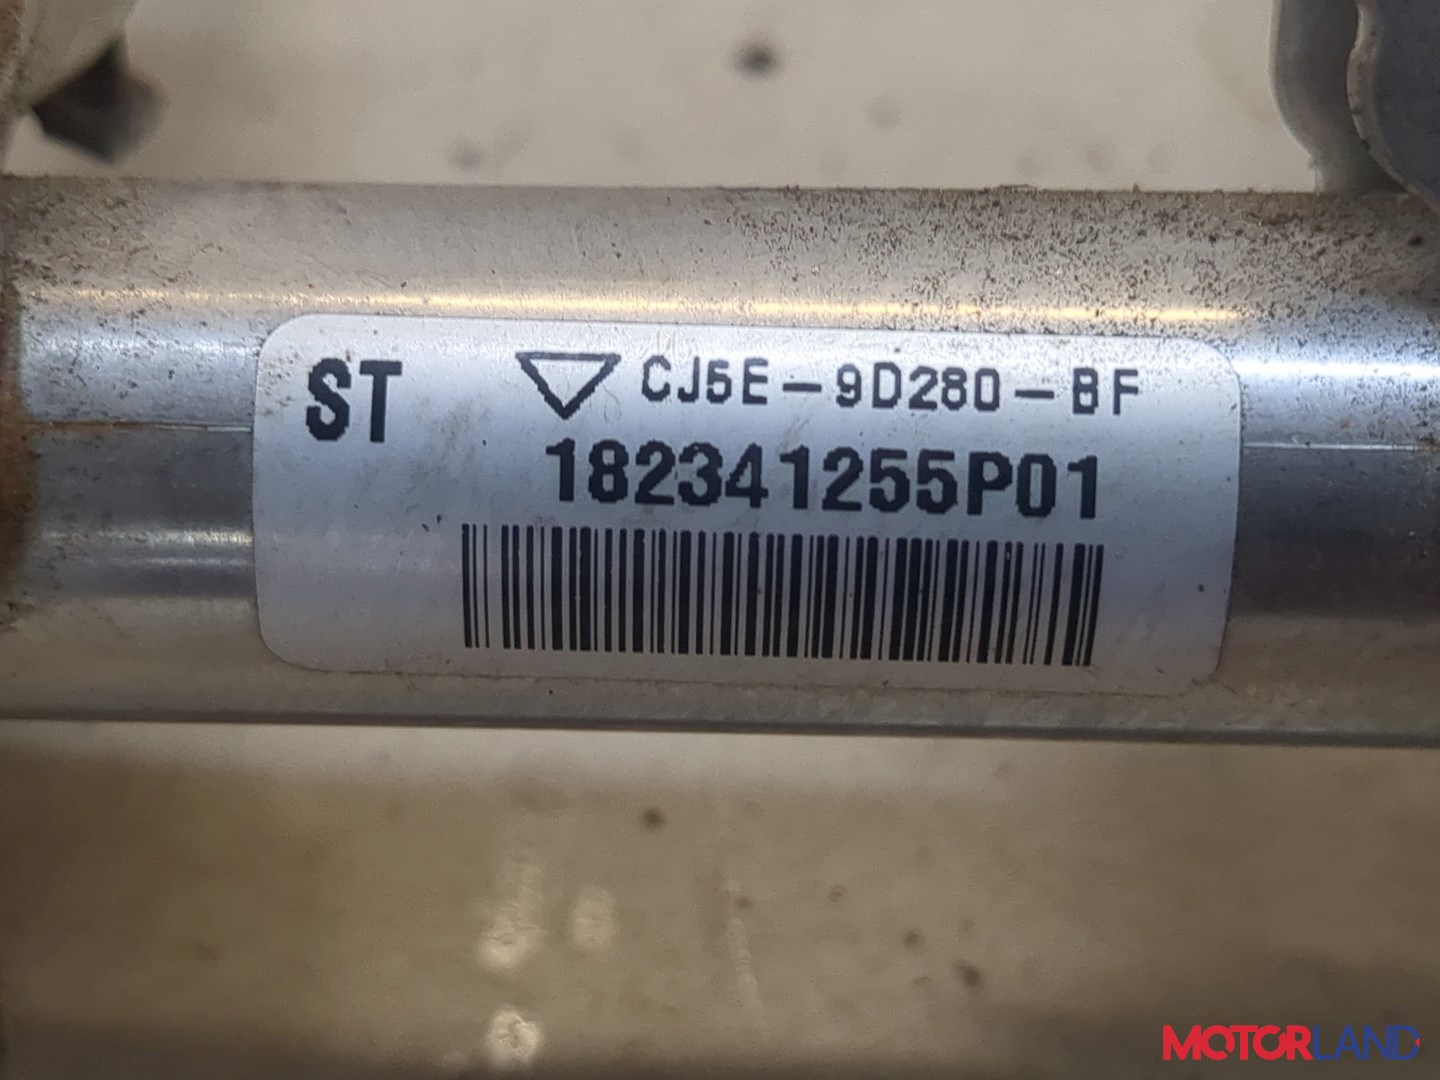 ST CJ5E-9D280-BF
182341255P01
MOTORLAND